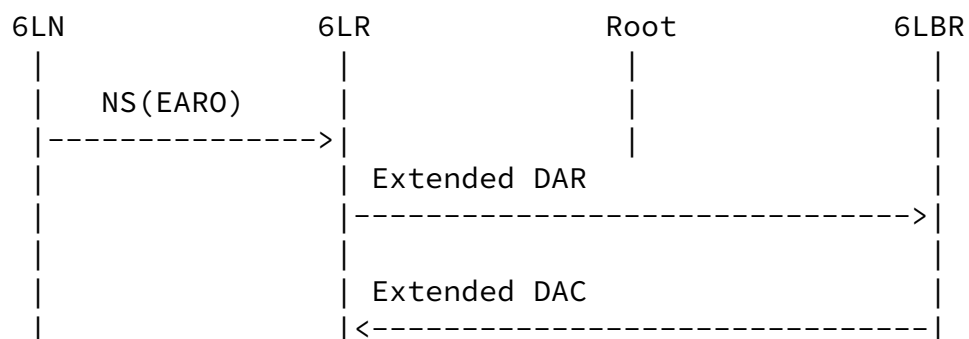 6LN 6LR Root 6LBR
NS(EARO)
Extended DAR
Extended DAC